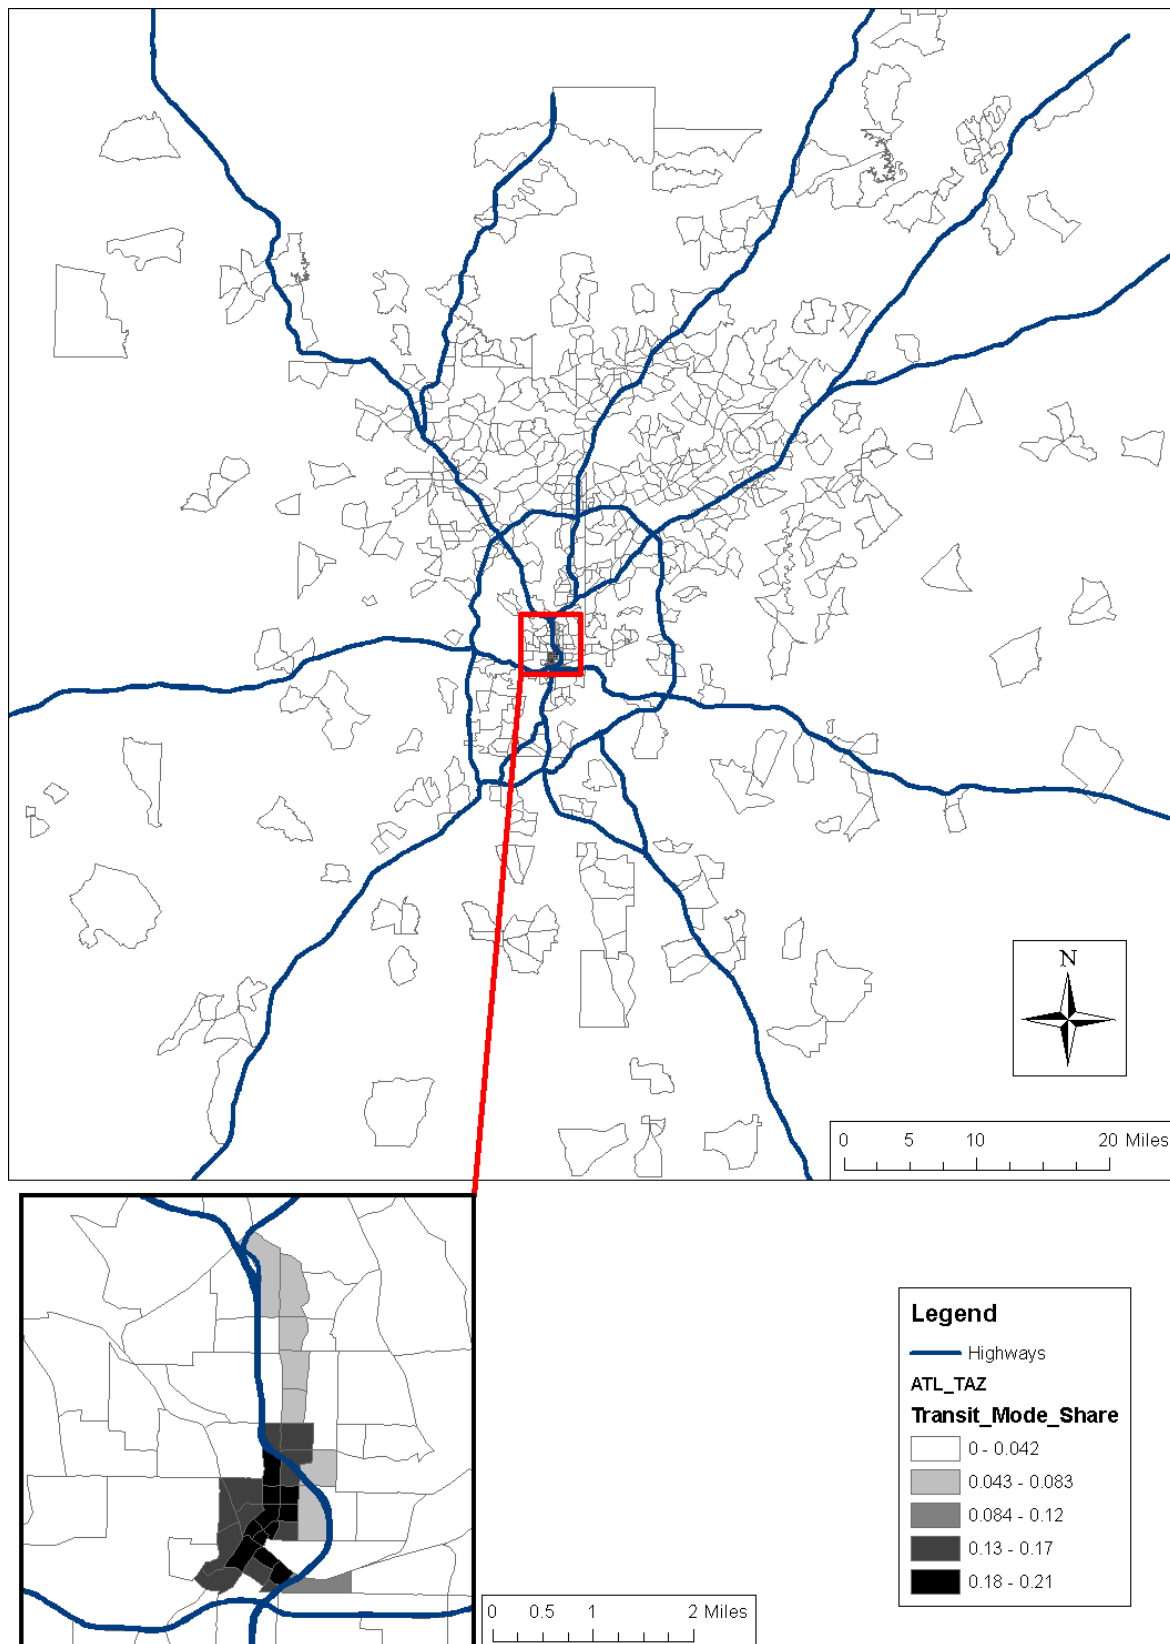 N
0 5 10 20 Miles
Legend
Highways
ATL_TAZ
Transit_Mode_Share
0 - 0.042
0.043 - 0.083
0.084 - 0.12
0.13 - 0.17
0.18 - 0.21
0 0.5 1 2 Miles